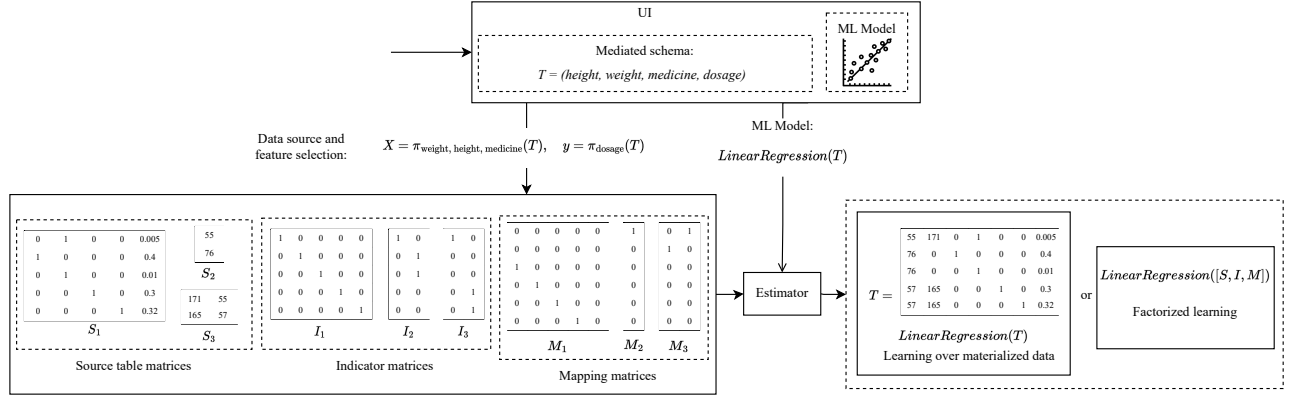 UI
Mediated schema:
T = (height, weight, medicine, dosage)
ML Model
Data source and
feature selection:
X = π_{weight, height, medicine}(T), y = π_{dosage}(T)
ML Model:
LinearRegression(T)
0 1 0 0 0.005
1 0 0 0 0.4
0 1 0 0 0.01
0 0 1 0 0.3
0 0 0 1 0.32
S₁
55
76
S₂
171 55
165 57
S₃
Source table matrices
1 0 0 0 0
0 1 0 0 0
0 0 1 0 0
0 0 0 1 0
0 0 0 0 1
I₁
1 0
0 1
0 1
0 0
0 0
I₂
1 0
0 0
0 0
0 1
0 1
I₃
Indicator matrices
0 0 0 0 0
0 0 0 0 0
1 0 0 0 0
0 1 0 0 0
0 0 1 0 0
0 0 0 1 0
M₁
1
0
0
0
0
0
M₂
0 1
1 0
0 0
0 0
0 0
0 0
M₃
Mapping matrices
Estimator
T =
55 171 0 1 0 0 0.005
76 0 1 0 0 0 0.4
76 0 0 1 0 0 0.01
57 165 0 0 1 0 0.3
57 165 0 0 0 1 0.32
LinearRegression(T)
Learning over materialized data
or
LinearRegression([S, I, M])
Factorized learning